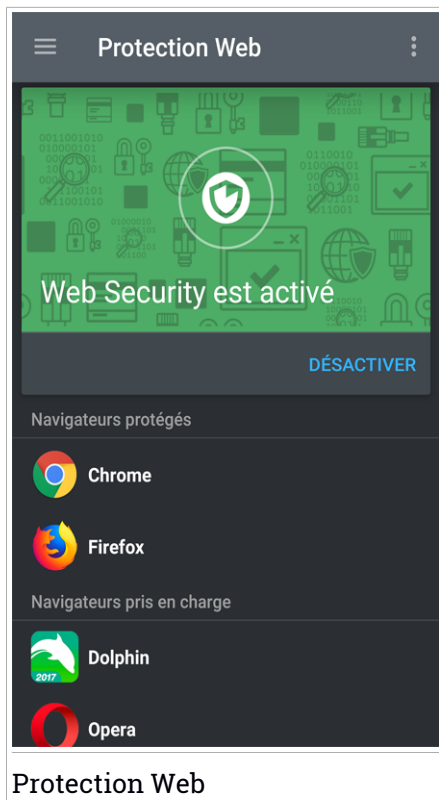 Protection Web
Web Security est activé
DÉSACTIVER
Navigateurs protégés
Chrome
Firefox
Navigateurs pris en charge
2017
Dolphin
Opera
Protection Web